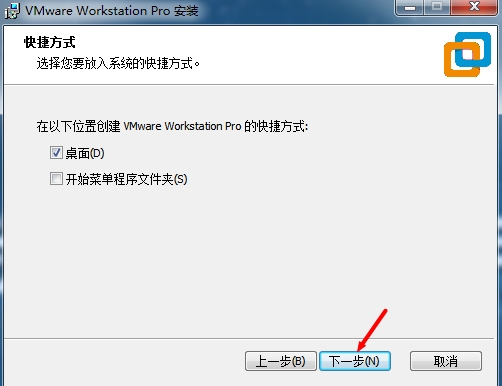 VMware Workstation Pro 安装
快捷方式
选择您要放入系统的快捷方式。
在以下位置创建 VMware Workstation Pro 的快捷方式:
桌面(D)
开始菜单程序文件夹(S)
上一步(B) 下一步(N) 取消